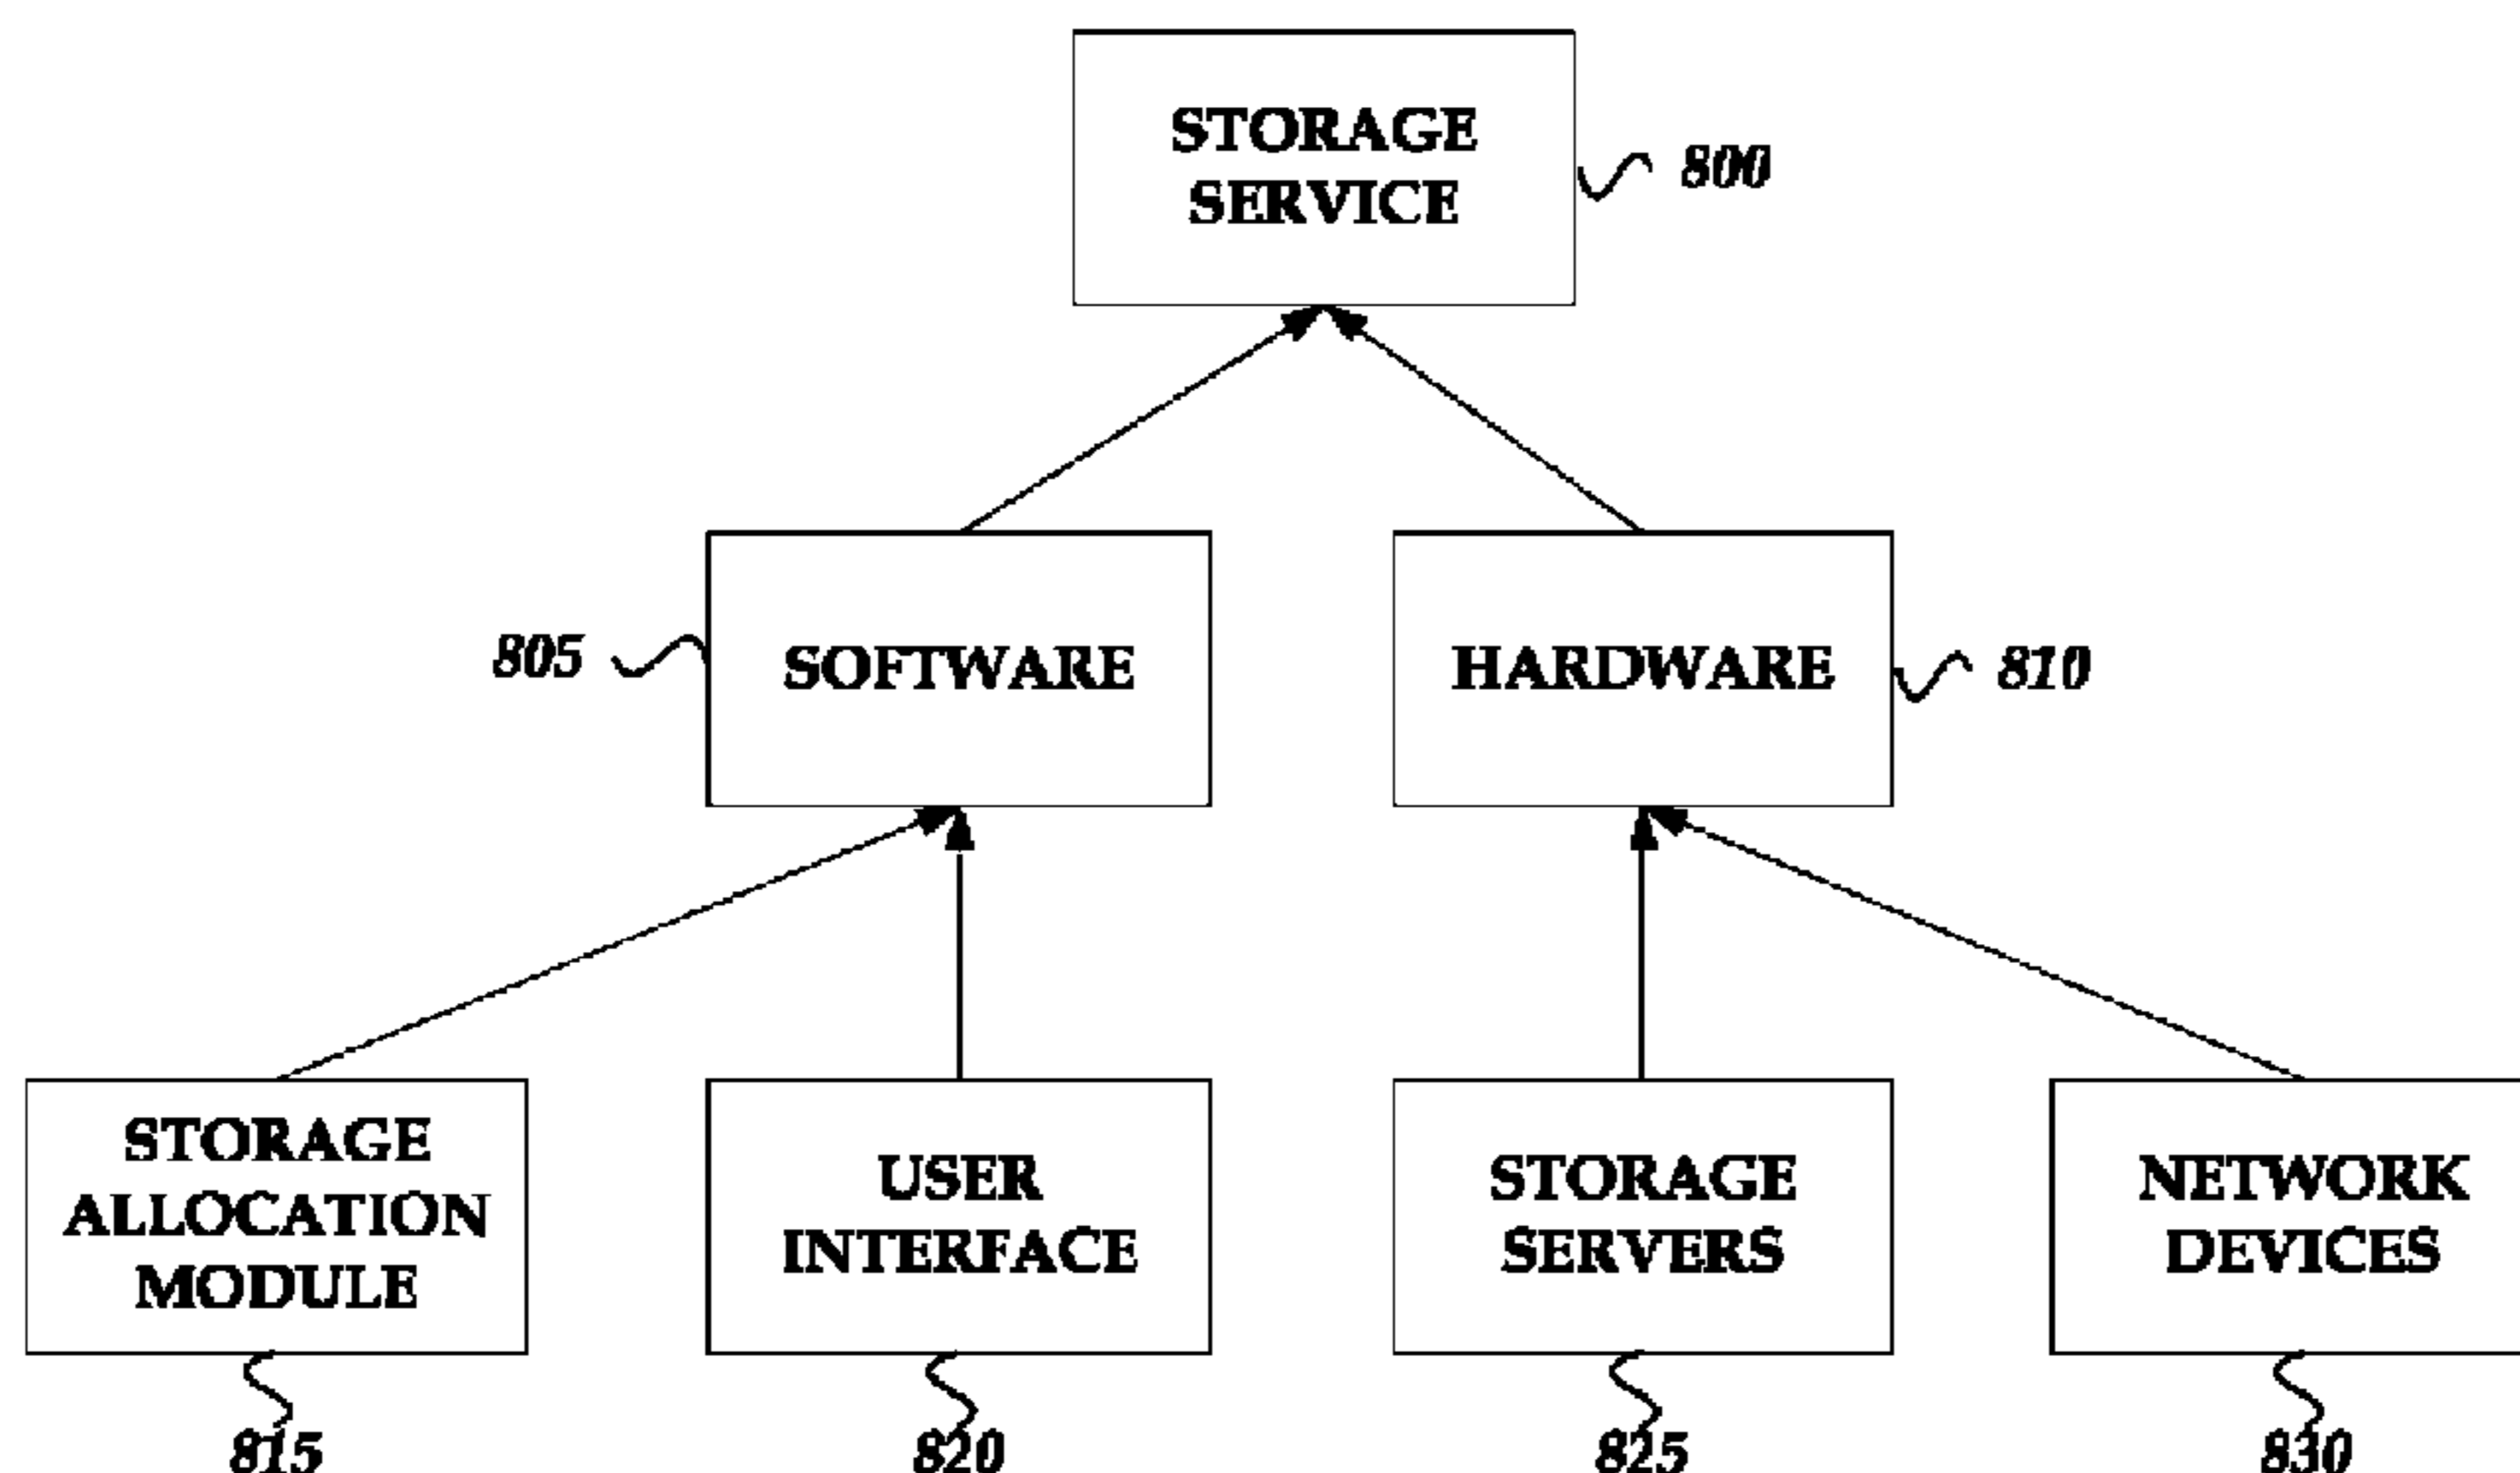 STORAGE
SERVICE
800
805
SOFTWARE
HARDWARE
810
STORAGE
ALLOCATION
MODULE
USER
INTERFACE
STORAGE
SERVERS
NETWORK
DEVICES
815
820
825
830